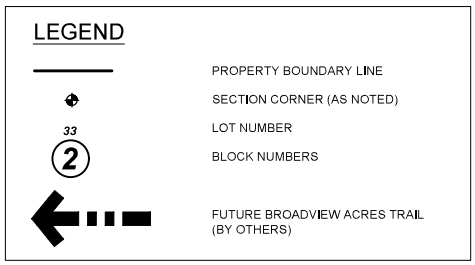 LEGEND
PROPERTY BOUNDARY LINE
SECTION CORNER (AS NOTED)
33
LOT NUMBER
2
BLOCK NUMBERS
FUTURE BROADVIEW ACRES TRAIL
(BY OTHERS)